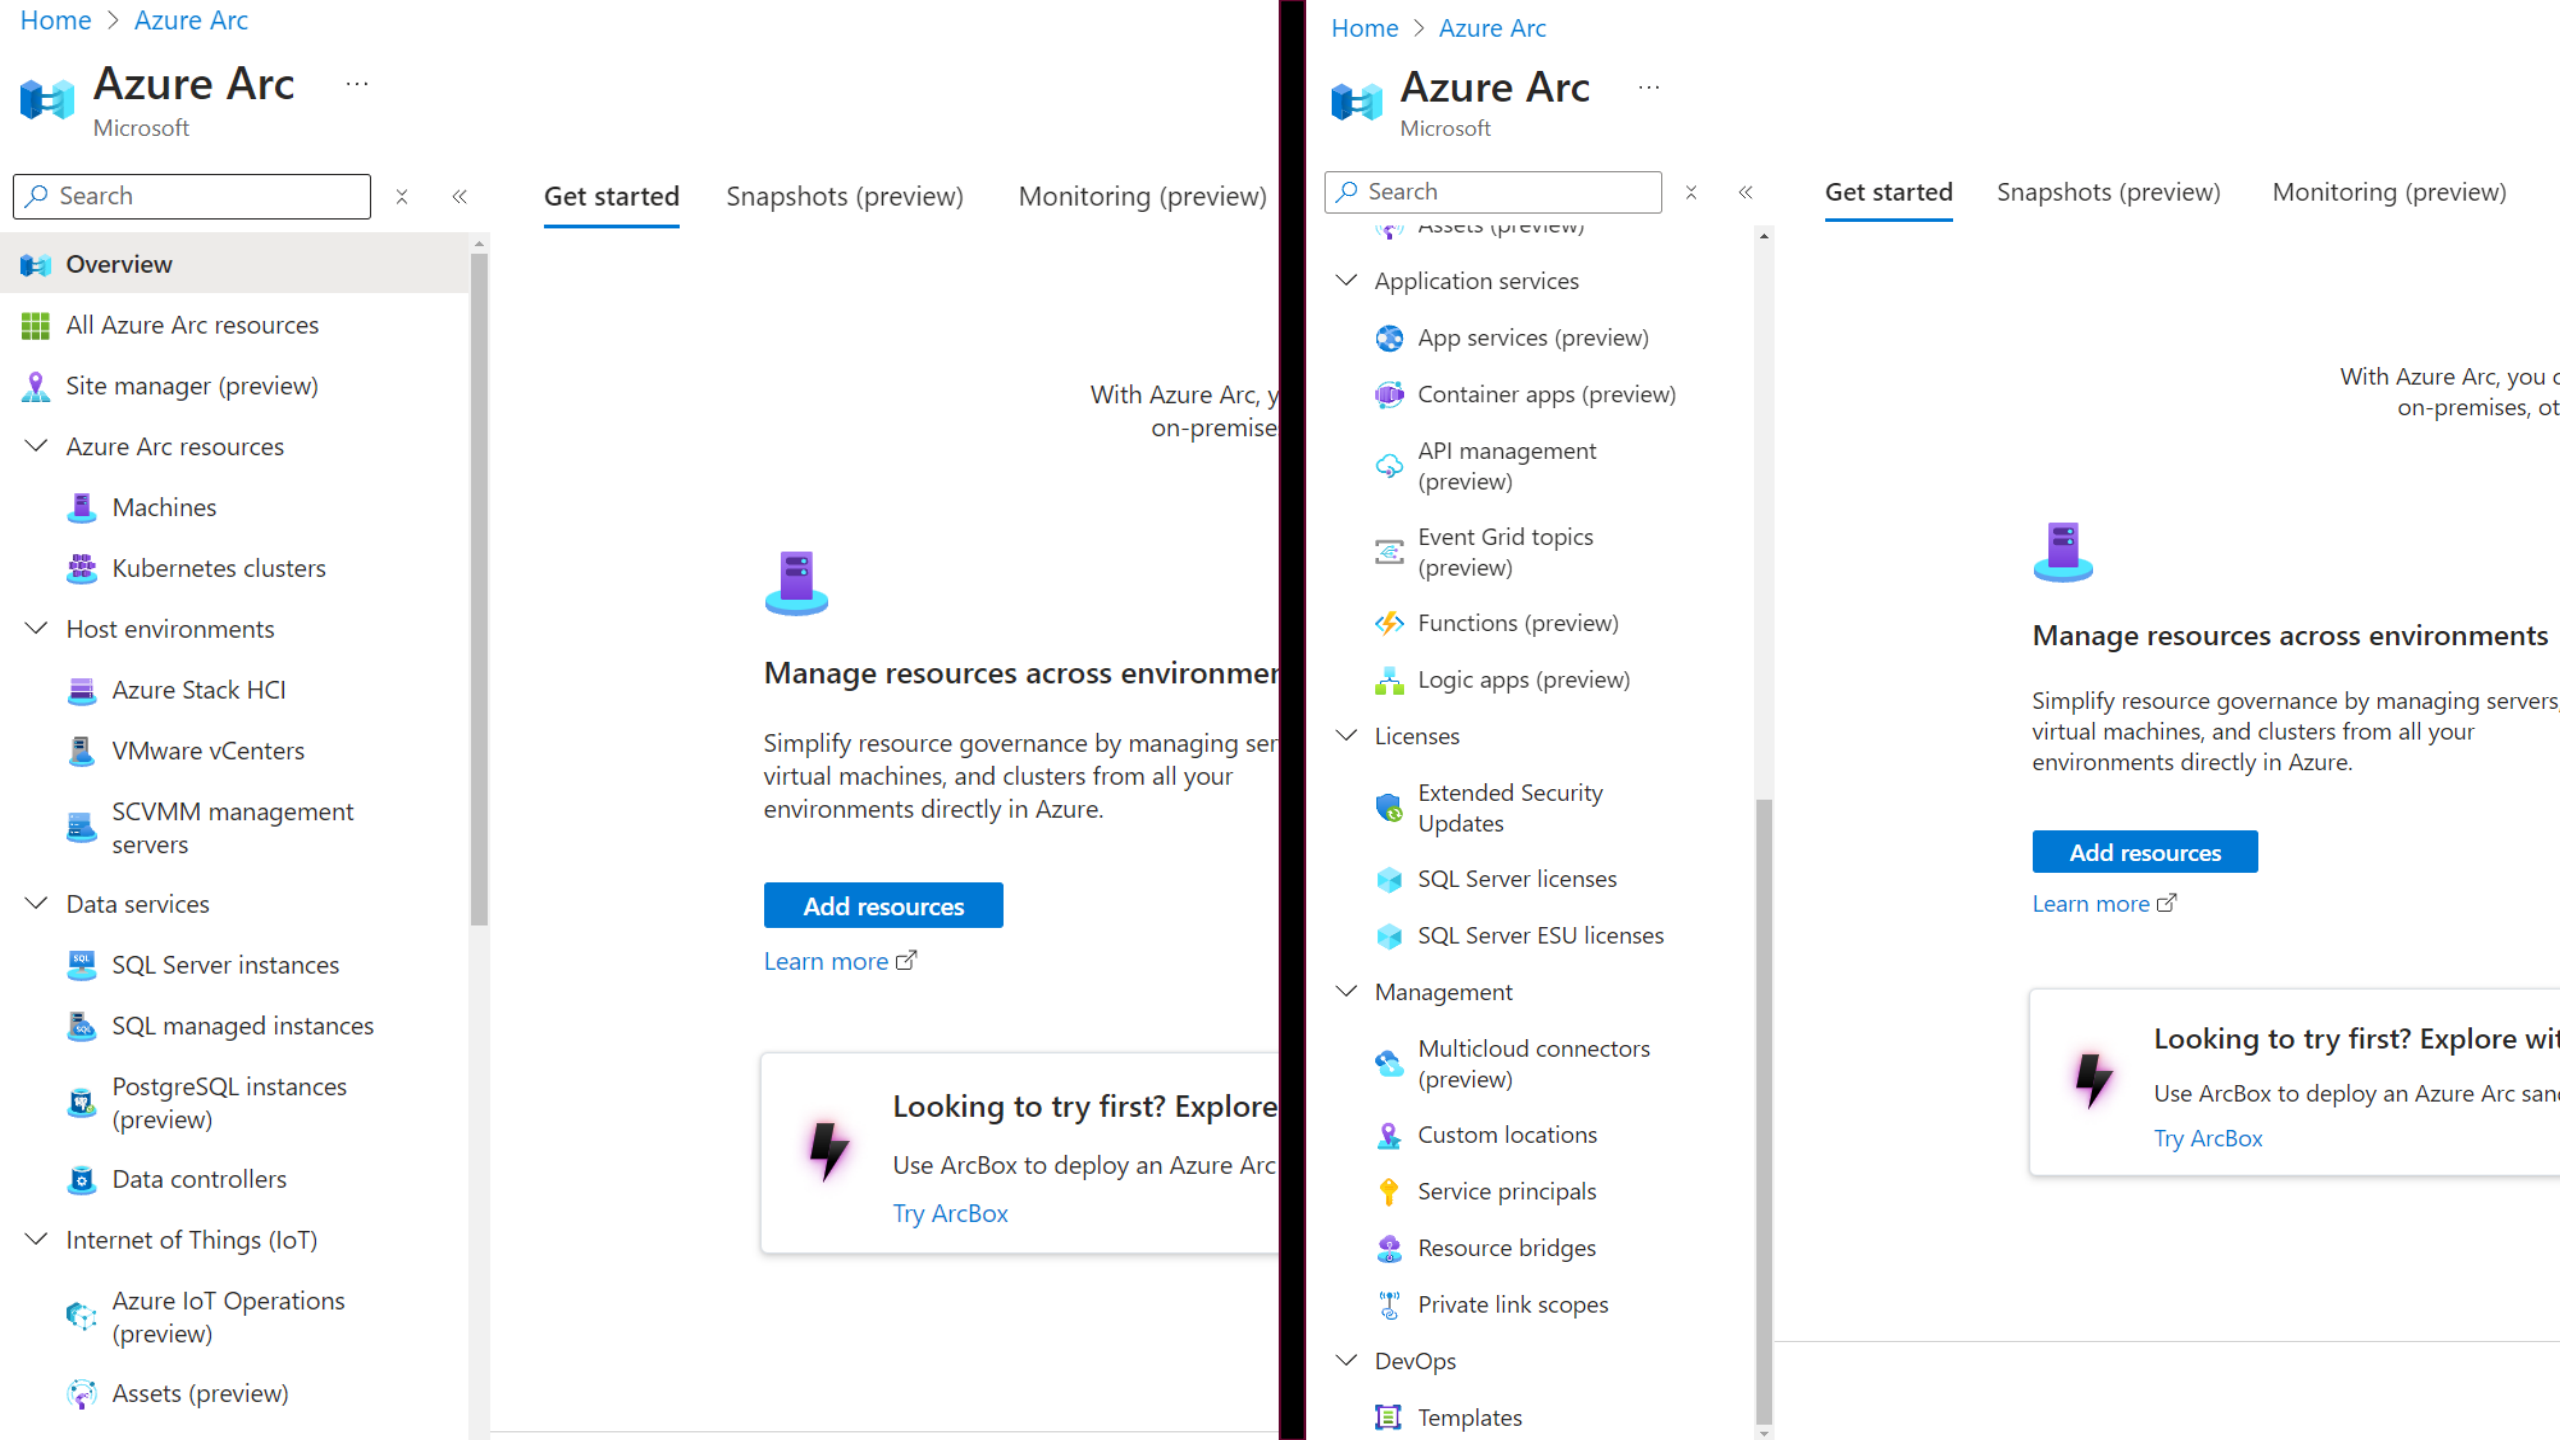 Home > Azure Arc
Azure Arc ...
Microsoft
Search
Overview
All Azure Arc resources
Site manager (preview)
Azure Arc resources
Machines
Kubernetes clusters
Host environments
Azure Stack HCI
VMware vCenters
SCVMM management
servers
Data services
SQL Server instances
SQL managed instances
PostgreSQL instances
(preview)
Data controllers
Internet of Things (IoT)
Azure IoT Operations
(preview)
Assets (preview)
Get started
Snapshots (preview)
Monitoring (preview)
With Azure Arc, y
on-premise
Manage resources across environmen
Simplify resource governance by managing ser
virtual machines, and clusters from all your
environments directly in Azure.
Add resources
Learn more
Looking to try first? Explore
Use ArcBox to deploy an Azure Arc
Try ArcBox
Home > Azure Arc
Azure Arc ...
Microsoft
Search
Assets (preview)
Application services
App services (preview)
Container apps (preview)
API management
(preview)
Event Grid topics
(preview)
Functions (preview)
Logic apps (preview)
Licenses
Extended Security
Updates
SQL Server licenses
SQL Server ESU licenses
Management
Multicloud connectors
(preview)
Custom locations
Service principals
Resource bridges
Private link scopes
DevOps
Templates
Get started
Snapshots (preview)
Monitoring (preview)
With Azure Arc, you c
on-premises, ot
Manage resources across environments
Simplify resource governance by managing servers,
virtual machines, and clusters from all your
environments directly in Azure.
Add resources
Learn more
Looking to try first? Explore wit
Use ArcBox to deploy an Azure Arc sand
Try ArcBox